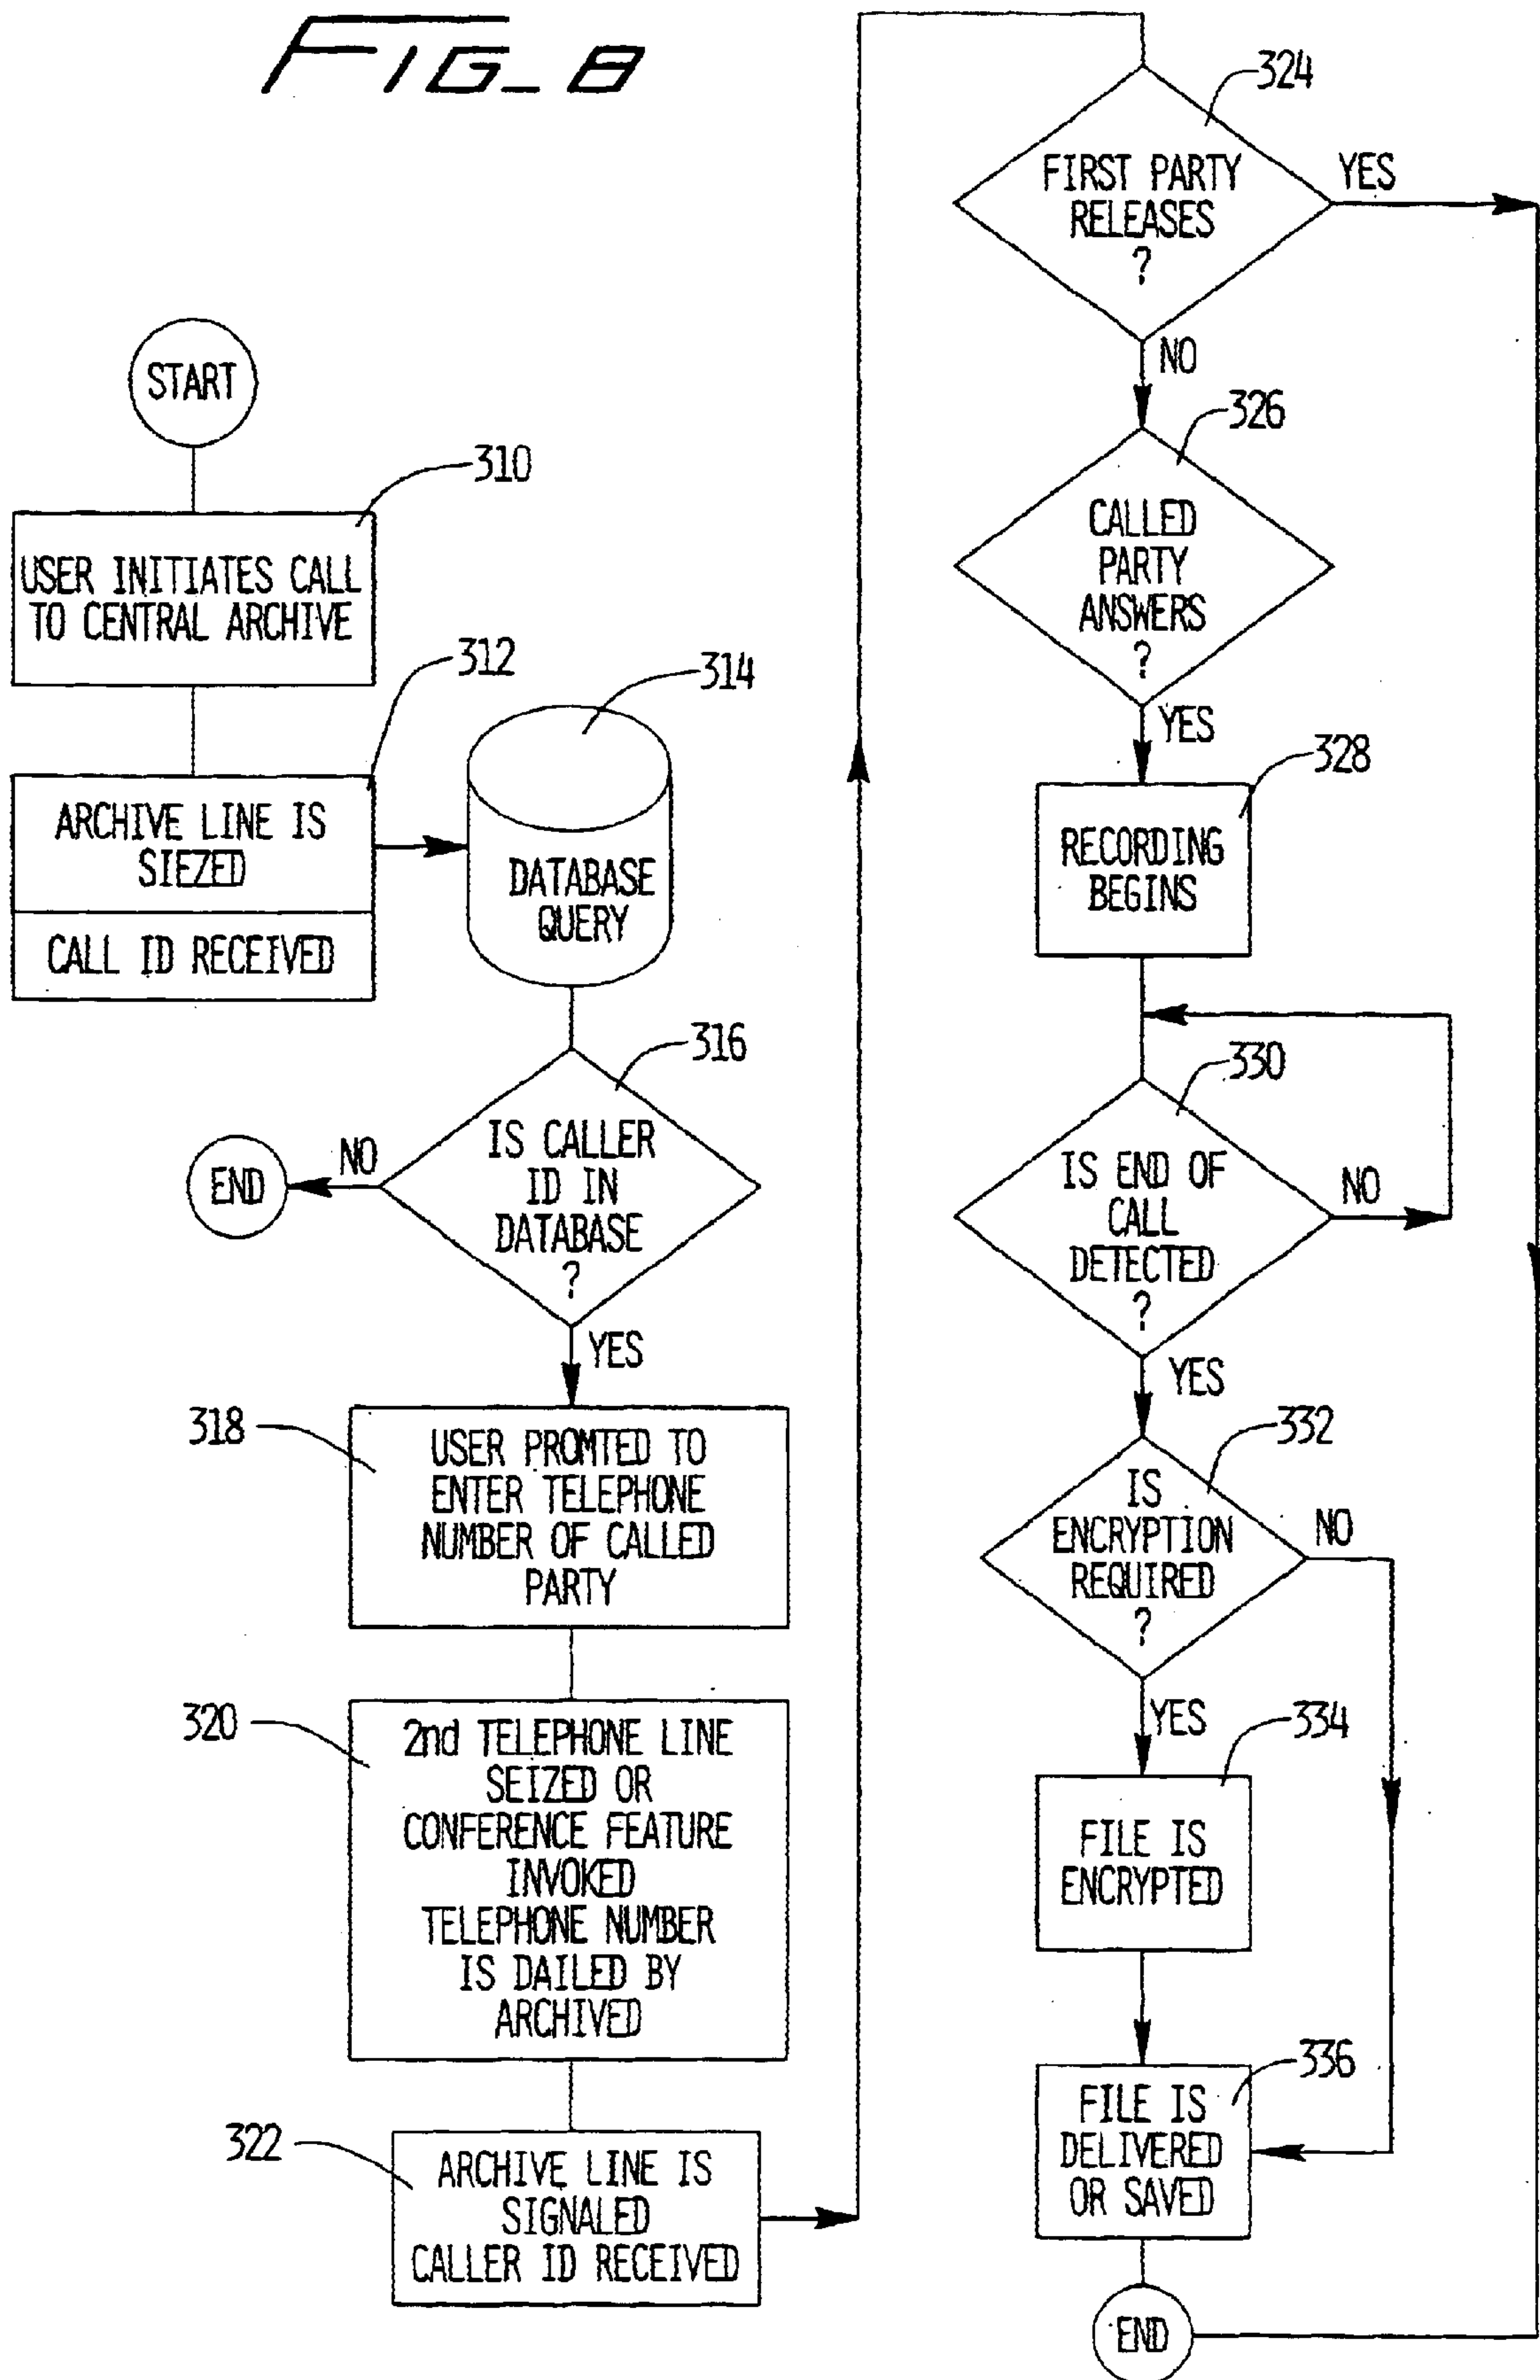 FIG_8
START
310
USER INITIATES CALL
TO CENTRAL ARCHIVE
312
ARCHIVE LINE IS
SIEZED
CALL ID RECEIVED
314
DATABASE
QUERY
316
IS CALLER
ID IN
DATABASE
?
NO
END
YES
318
USER PROMTED TO
ENTER TELEPHONE
NUMBER OF CALLED
PARTY
320
2nd TELEPHONE LINE
SEIZED OR
CONFERENCE FEATURE
INVOKED
TELEPHONE NUMBER
IS DAILED BY
ARCHIVED
322
ARCHIVE LINE IS
SIGNALED
CALLER ID RECEIVED
324
FIRST PARTY
RELEASES
?
YES
NO
326
CALLED
PARTY
ANSWERS
?
YES
328
RECORDING
BEGINS
330
IS END OF
CALL
DETECTED
?
NO
YES
332
IS
ENCRYPTION
REQUIRED
?
NO
YES
334
FILE IS
ENCRYPTED
336
FILE IS
DELIVERED
OR SAVED
END